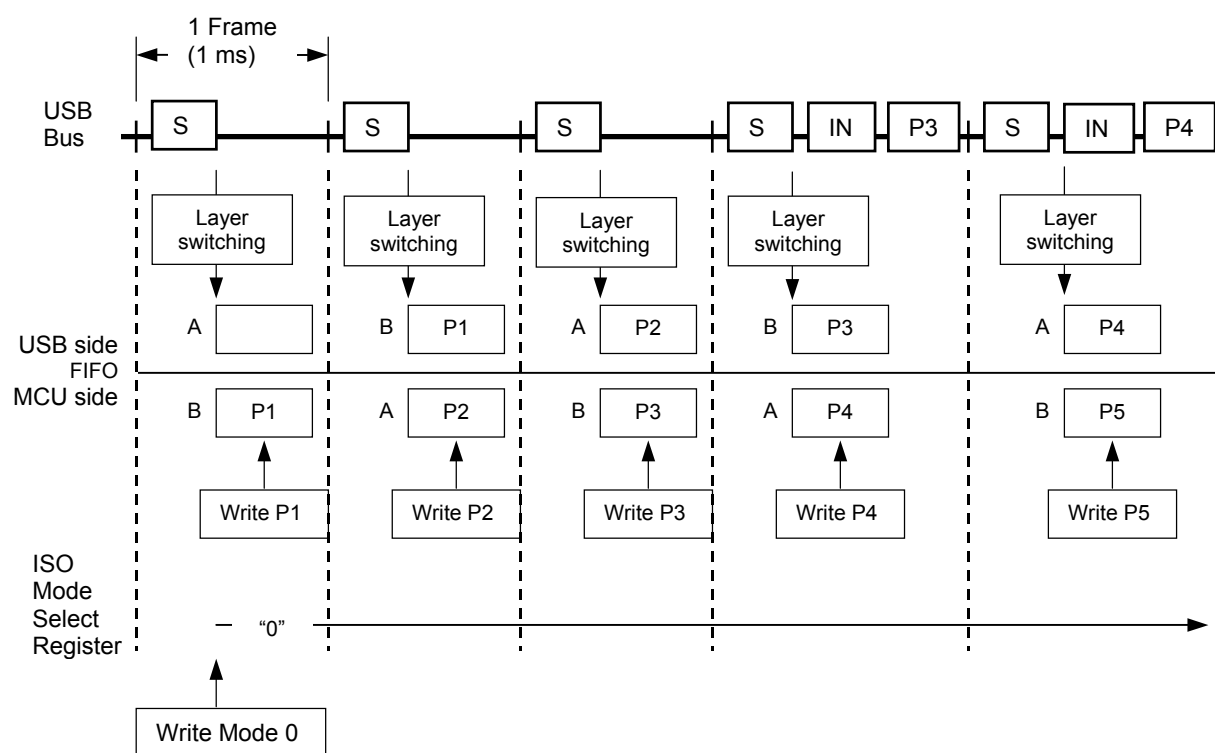 1 Frame
(1 ms)
USB
Bus
S
S
S
S
IN
P3
S
IN
P4
Layer
switching
Layer
switching
Layer
switching
Layer
switching
Layer
switching
A
B
P1
A
P2
B
P3
A
P4
USB side
FIFO
MCU side
B
P1
A
P2
B
P3
A
P4
B
P5
Write P1
Write P2
Write P3
Write P4
Write P5
ISO
Mode
Select
Register
“0”
Write Mode 0